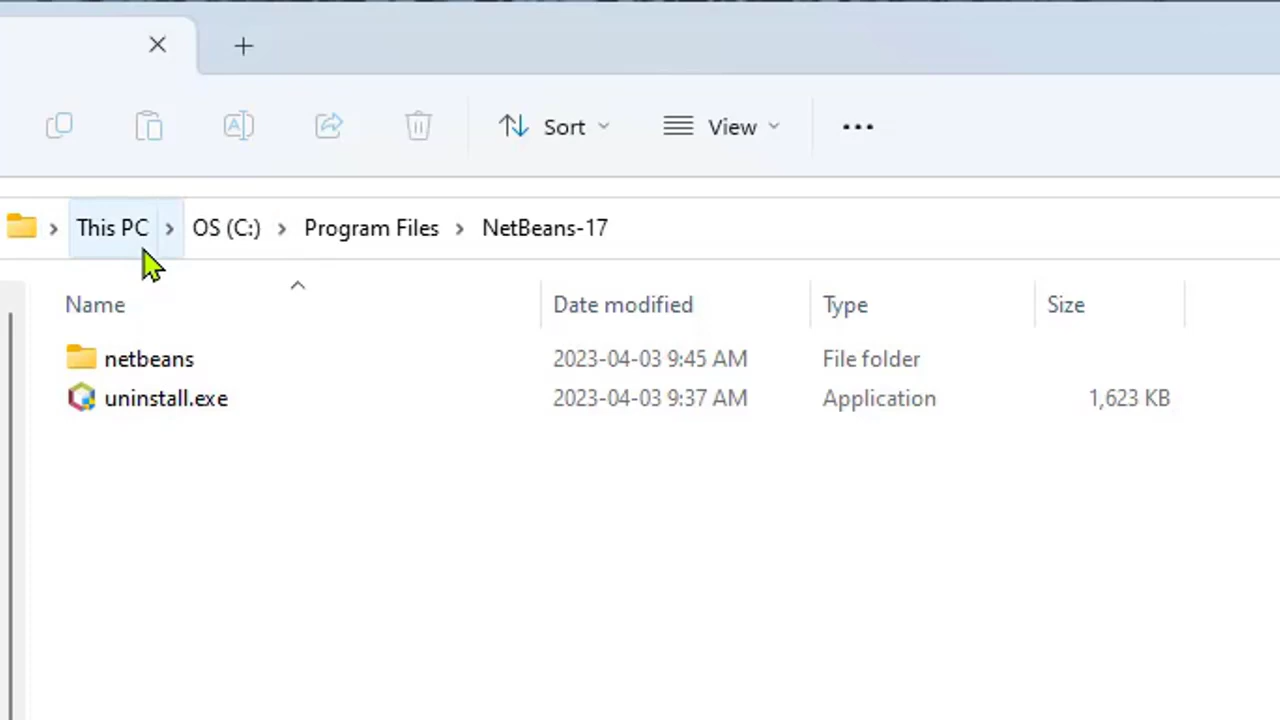 Sort View
This PC OS (C:) Program Files NetBeans-17
Name Date modified Type Size
netbeans 2023-04-03 9:45 AM File folder
uninstall.exe 2023-04-03 9:37 AM Application 1,623 KB